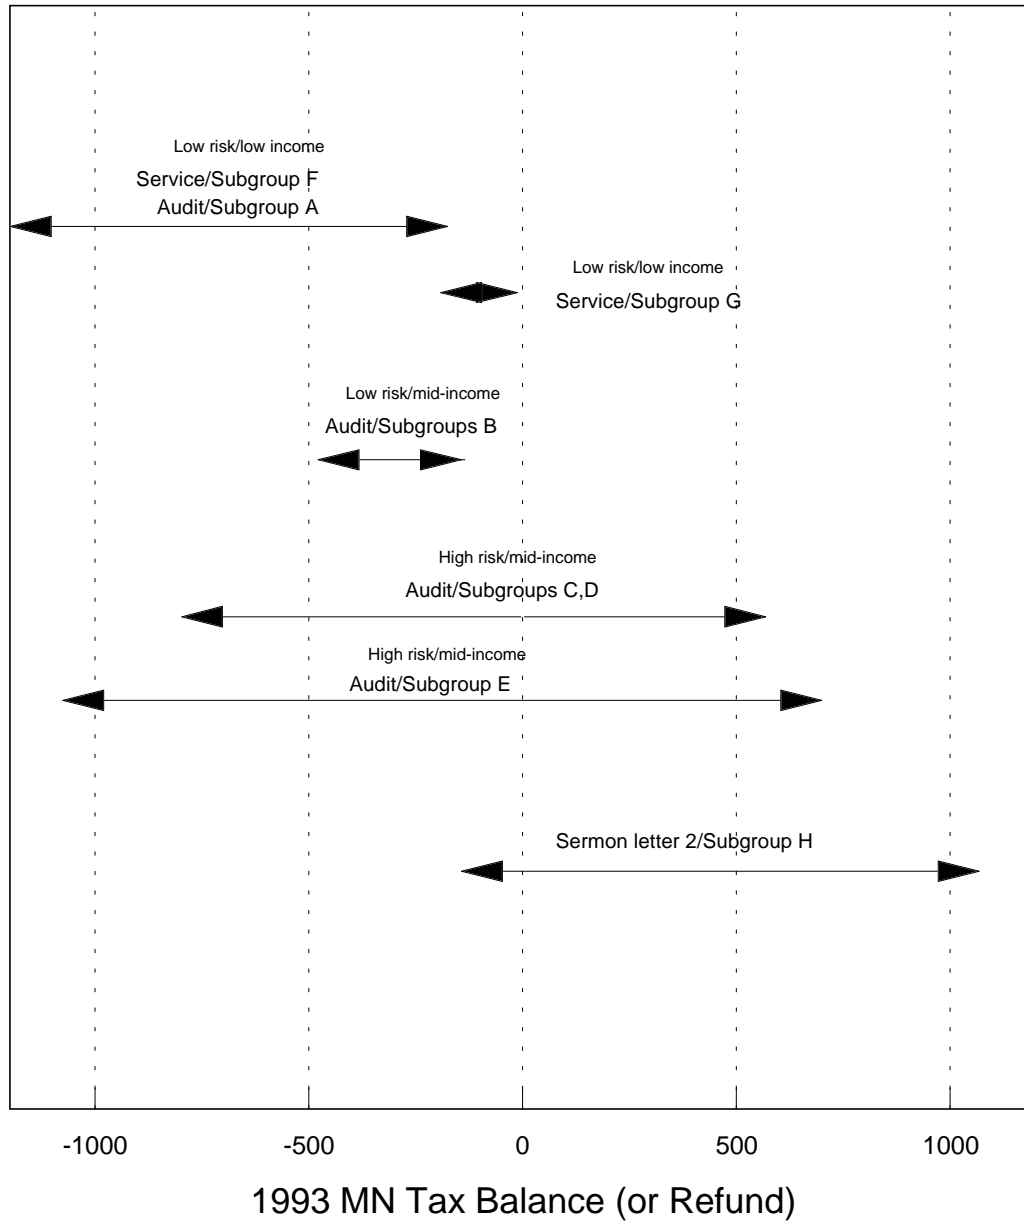 Low risk/low income
Service/Subgroup F
Audit/Subgroup A
Low risk/low income
Service/Subgroup G
Low risk/mid-income
Audit/Subgroups B
High risk/mid-income
Audit/Subgroups C,D
High risk/mid-income
Audit/Subgroup E
Sermon letter 2/Subgroup H
-1000 -500 0 500 1000
1993 MN Tax Balance (or Refund)